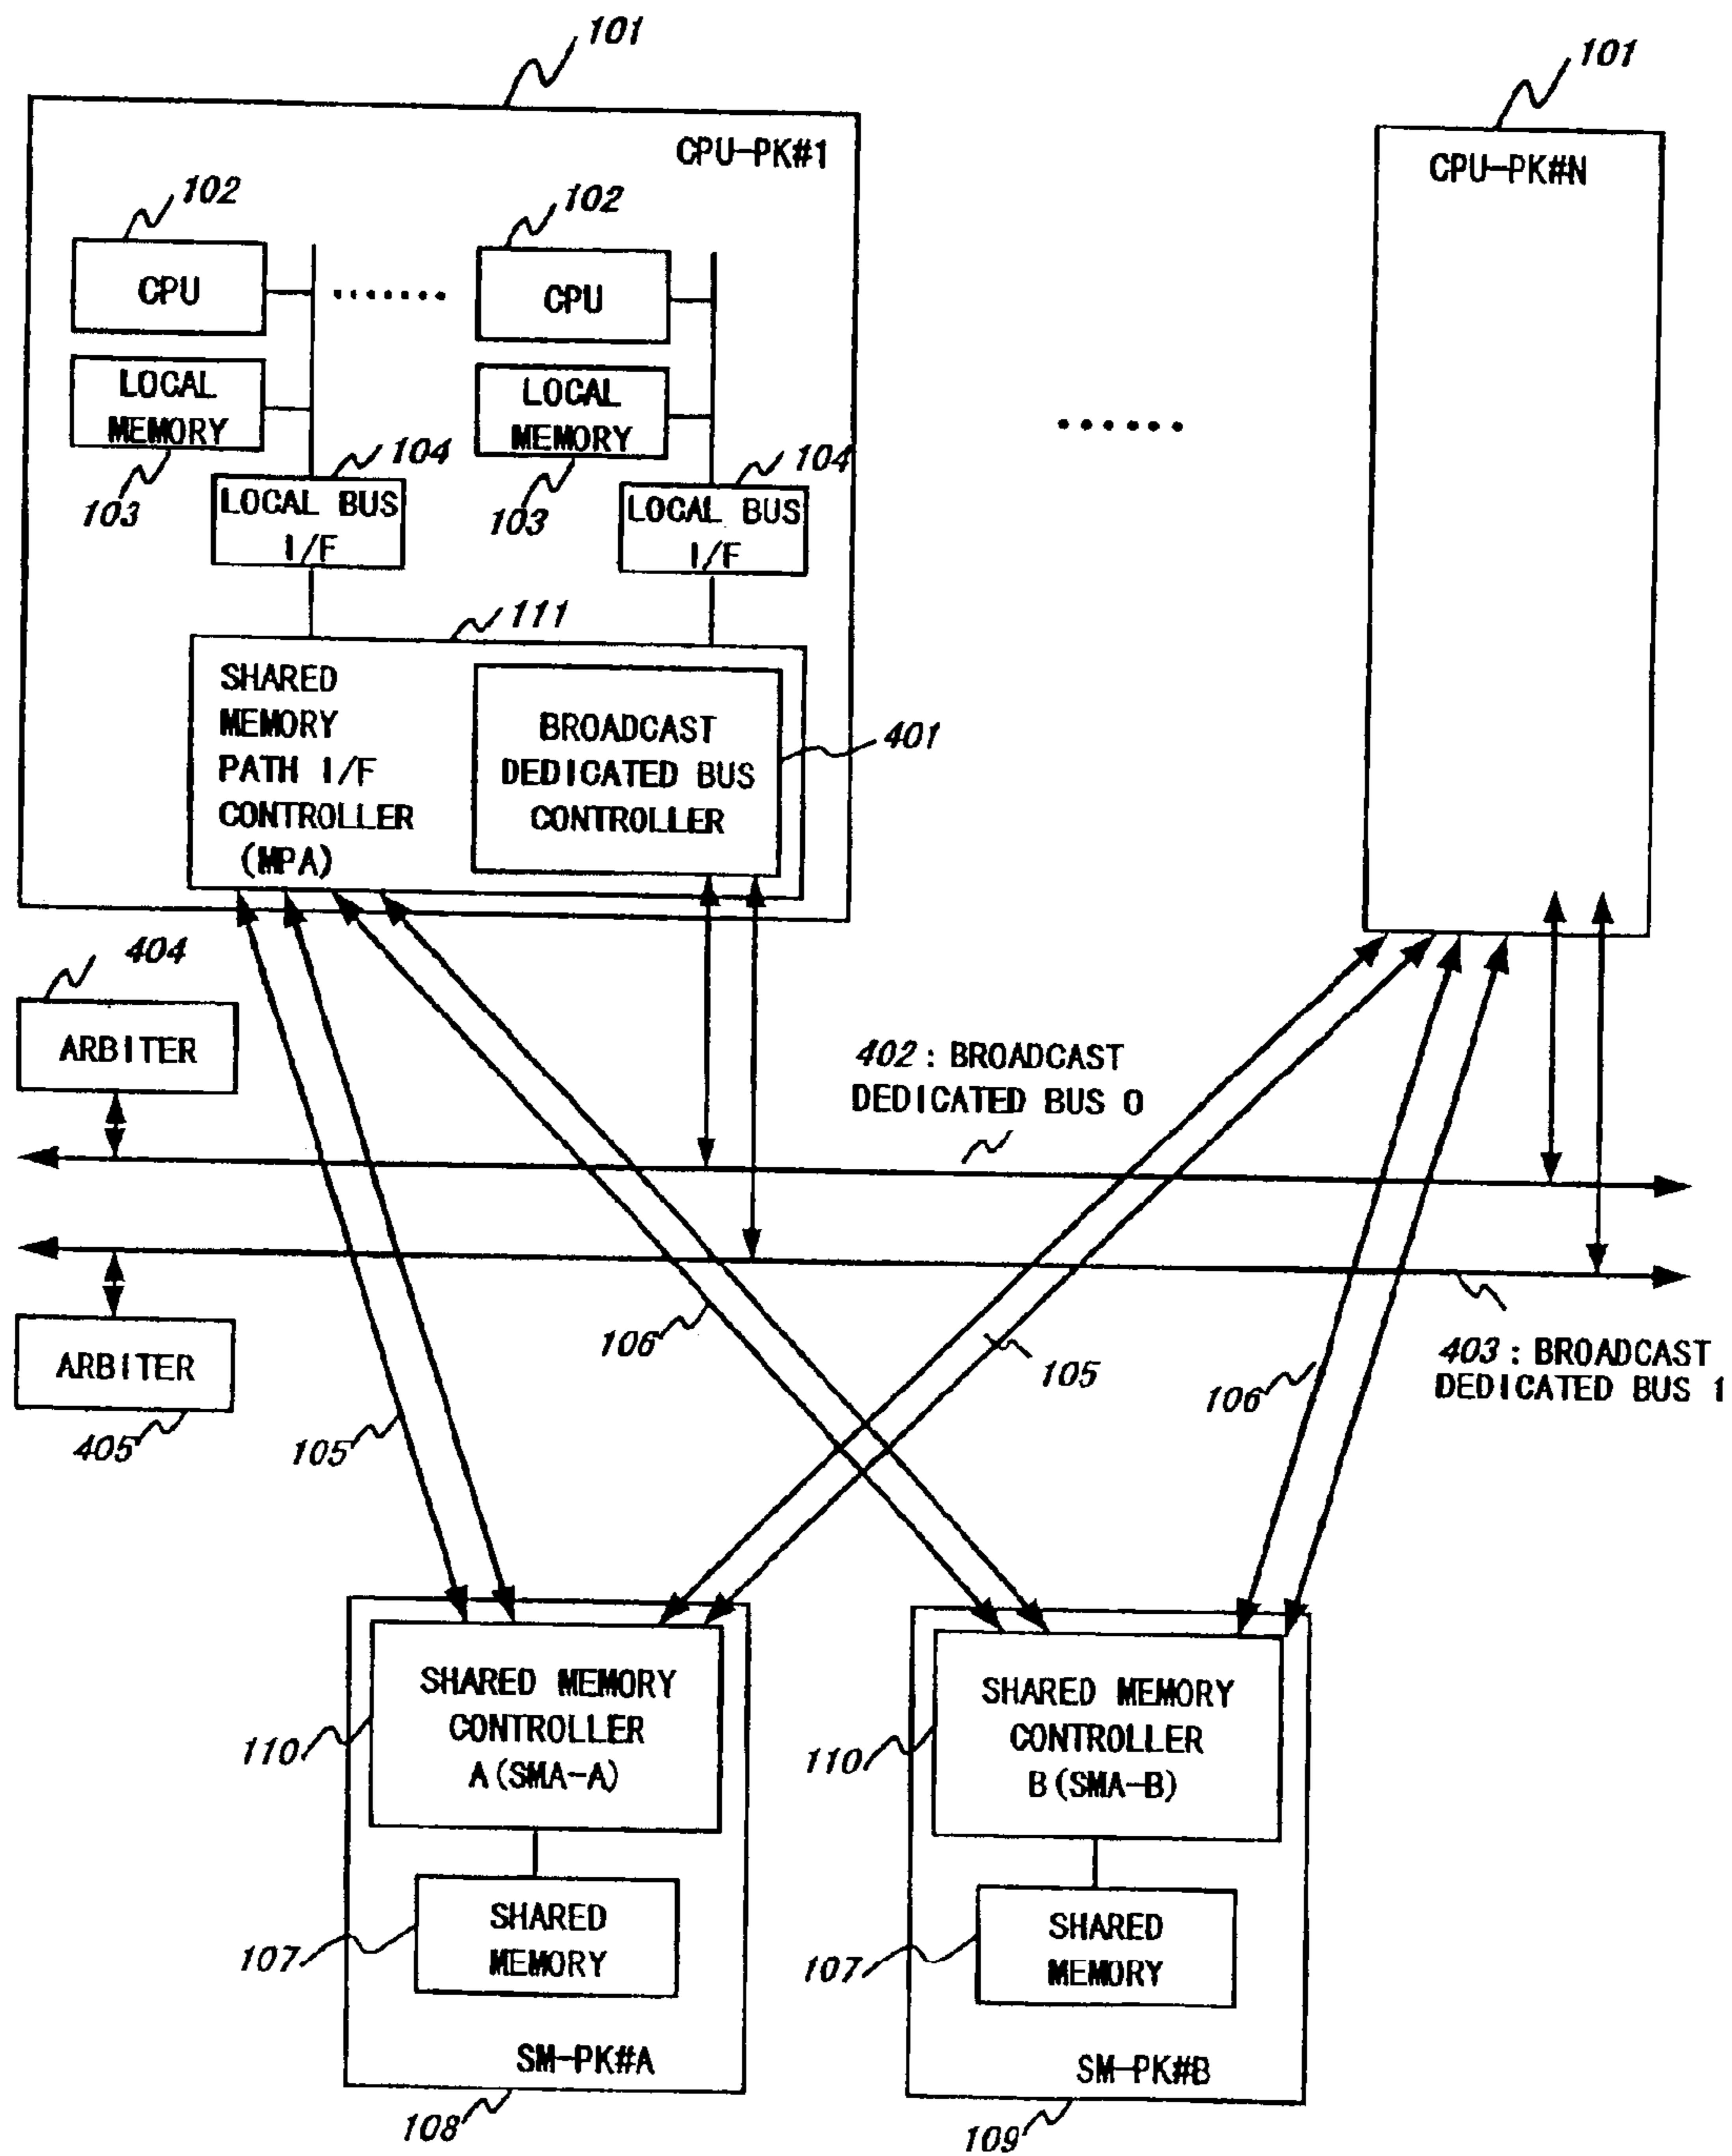 101
101
CPU-PK#1
CPU-PK#N
102
102
CPU
........
CPU
......
LOCAL
MEMORY
LOCAL
MEMORY
104
104
103
103
LOCAL BUS
I/F
LOCAL BUS
I/F
111
SHARED
MEMORY
PATH I/F
CONTROLLER
(MPA)
BROADCAST
DEDICATED BUS
CONTROLLER
401
404
ARBITER
402 : BROADCAST
DEDICATED BUS 0
106
105
ARBITER
405
105
106
403 : BROADCAST
DEDICATED BUS 1
SHARED MEMORY
CONTROLLER
A(SMA-A)
110
SHARED MEMORY
CONTROLLER
B(SMA-B)
110
SHARED
MEMORY
107
SHARED
MEMORY
107
SM-PK#A
SM-PK#B
108
109